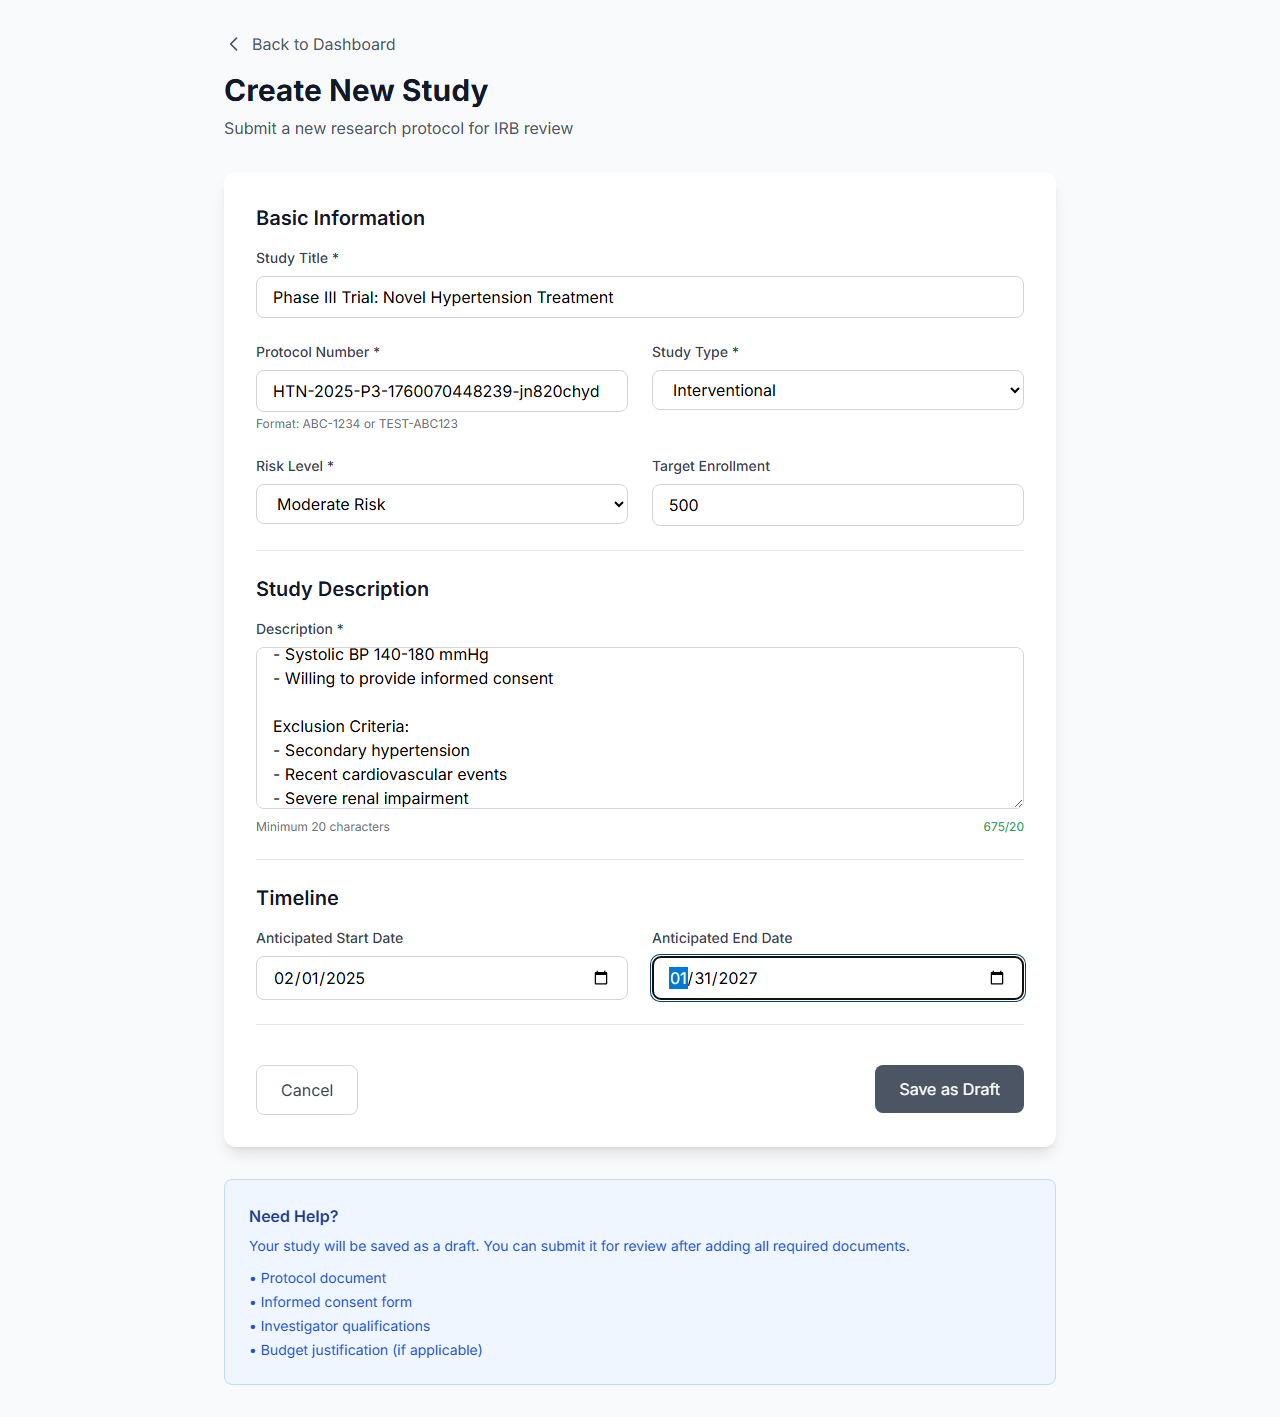 Back to Dashboard
Create New Study
Submit a new research protocol for IRB review
Basic Information
Study Title *
Phase III Trial: Novel Hypertension Treatment
Protocol Number *
Study Type *
HTN-2025-P3-1760070448239-jn820chyd
Interventional
Format: ABC-1234 or TEST-ABC123
Risk Level *
Target Enrollment
Moderate Risk
500
Study Description
Description *
- Systolic BP 140-180 mmHg
- Willing to provide informed consent
Exclusion Criteria:
- Secondary hypertension
- Recent cardiovascular events
- Severe renal impairment
Minimum 20 characters
675/20
Timeline
Anticipated Start Date
Anticipated End Date
02/01/2025
01/31/2027
Cancel
Save as Draft
Need Help?
Your study will be saved as a draft. You can submit it for review after adding all required documents.
• Protocol document
• Informed consent form
• Investigator qualifications
• Budget justification (if applicable)